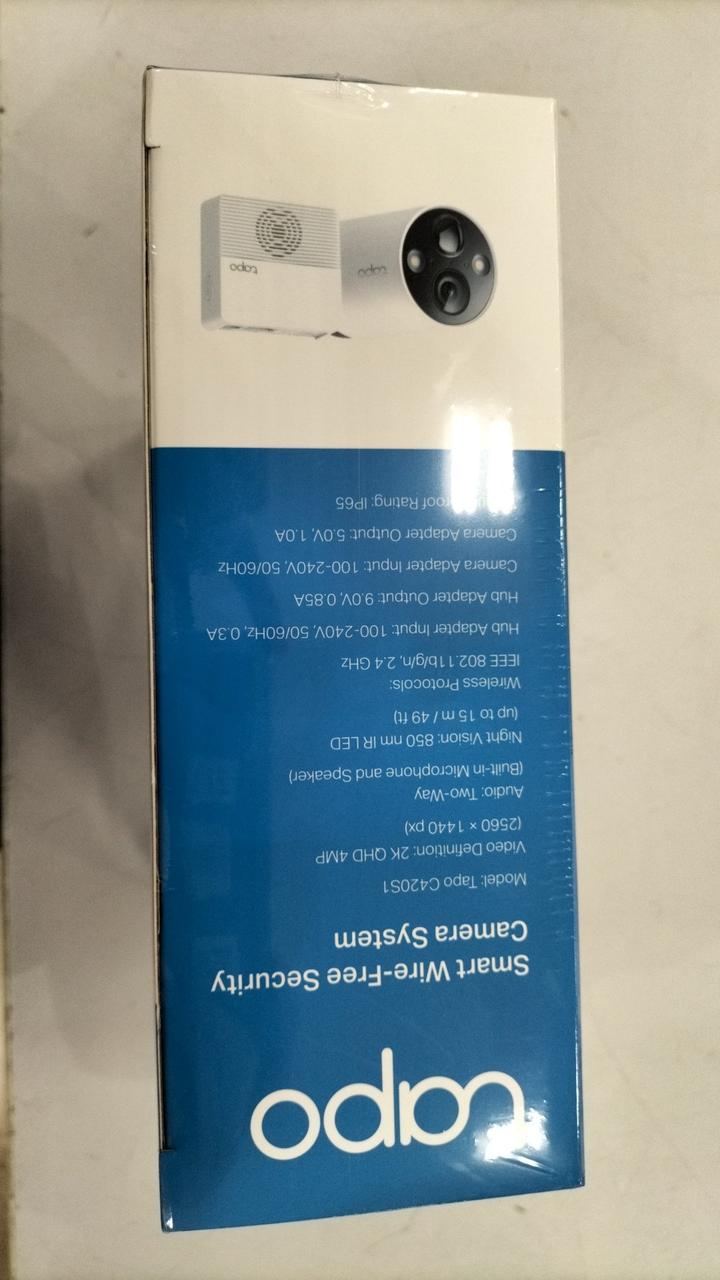 tapo
Smart Wire-Free Security
Camera System
Model: Tapo C420S1
Video Definition: 2K QHD 4MP
(2560 × 1440 px)
Audio: Two-Way
(Built-in Microphone and Speaker)
Night Vision: 850 nm IR LED
(up to 15 m / 49 ft)
Wireless Protocols:
IEEE 802.11b/g/n, 2.4 GHz
Hub Adapter Input: 100-240V, 50/60Hz, 0.3A
Hub Adapter Output: 9.0V, 0.85A
Camera Adapter Input: 100-240V, 50/60Hz
Camera Adapter Output: 5.0V, 1.0A
Rating: IP65
tapo
tapo